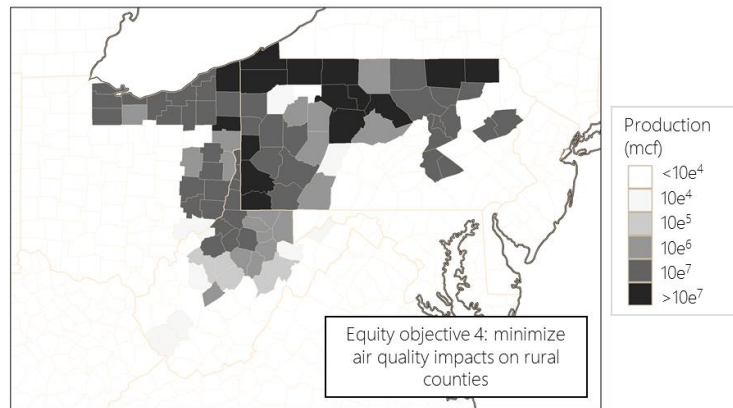 Production
(mcf)
<10e⁴
10e⁴
10e⁵
10e⁶
10e⁷
>10e⁷
Equity objective 4: minimize
air quality impacts on rural
counties